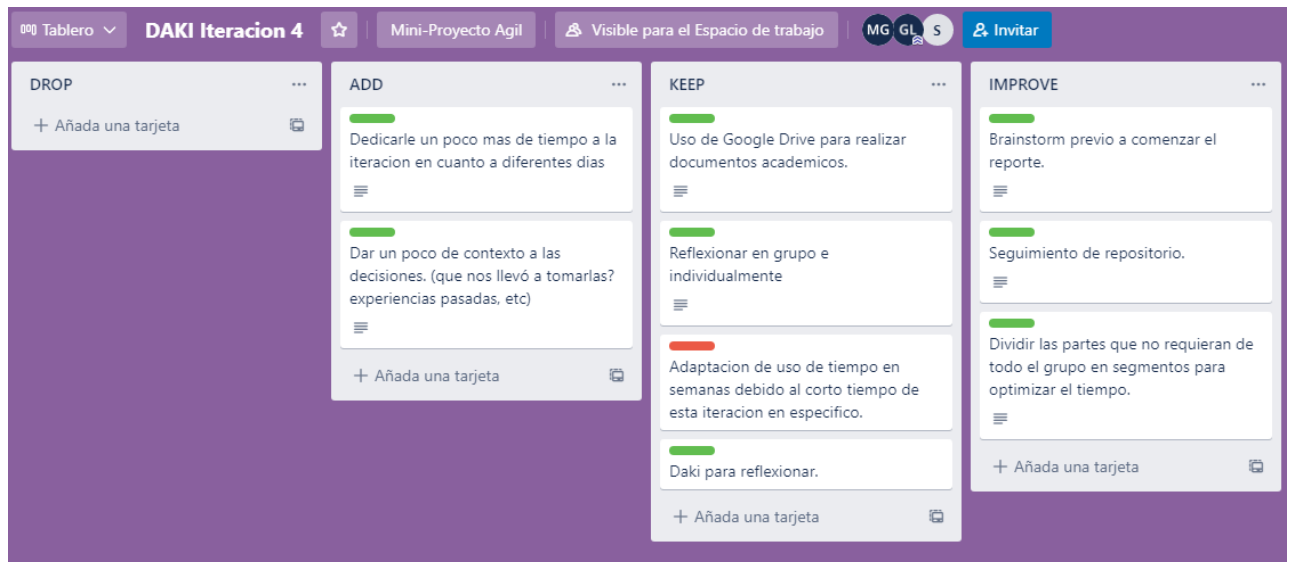 Tablero
DAKI Iteracion 4
Mini-Proyecto Agil
Visible para el Espacio de trabajo
MG
GL
S
Invitar
DROP
Añada una tarjeta
ADD
Dedicarle un poco mas de tiempo a la
iteracion en cuanto a diferentes dias
Dar un poco de contexto a las
decisiones. (que nos llevó a tomarlas?
experiencias pasadas, etc)
Añada una tarjeta
KEEP
Uso de Google Drive para realizar
documentos academicos.
Reflexionar en grupo e
individualmente
Adaptacion de uso de tiempo en
semanas debido al corto tiempo de
esta iteracion en especifico.
Daki para reflexionar.
Añada una tarjeta
IMPROVE
Brainstorm previo a comenzar el
reporte.
Seguimiento de repositorio.
Dividir las partes que no requieran de
todo el grupo en segmentos para
optimizar el tiempo.
Añada una tarjeta